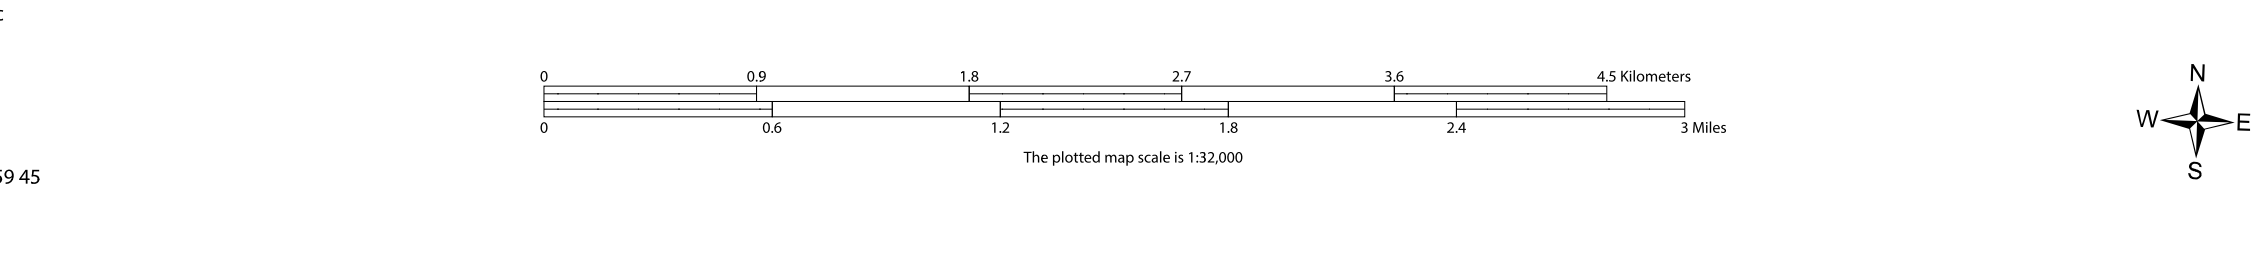 0 0.9 1.8 2.7 3.6 4.5 Kilometers
0 0.6 1.2 1.8 2.4 3 Miles
The plotted map scale is 1:32,000
N
W E
S
45